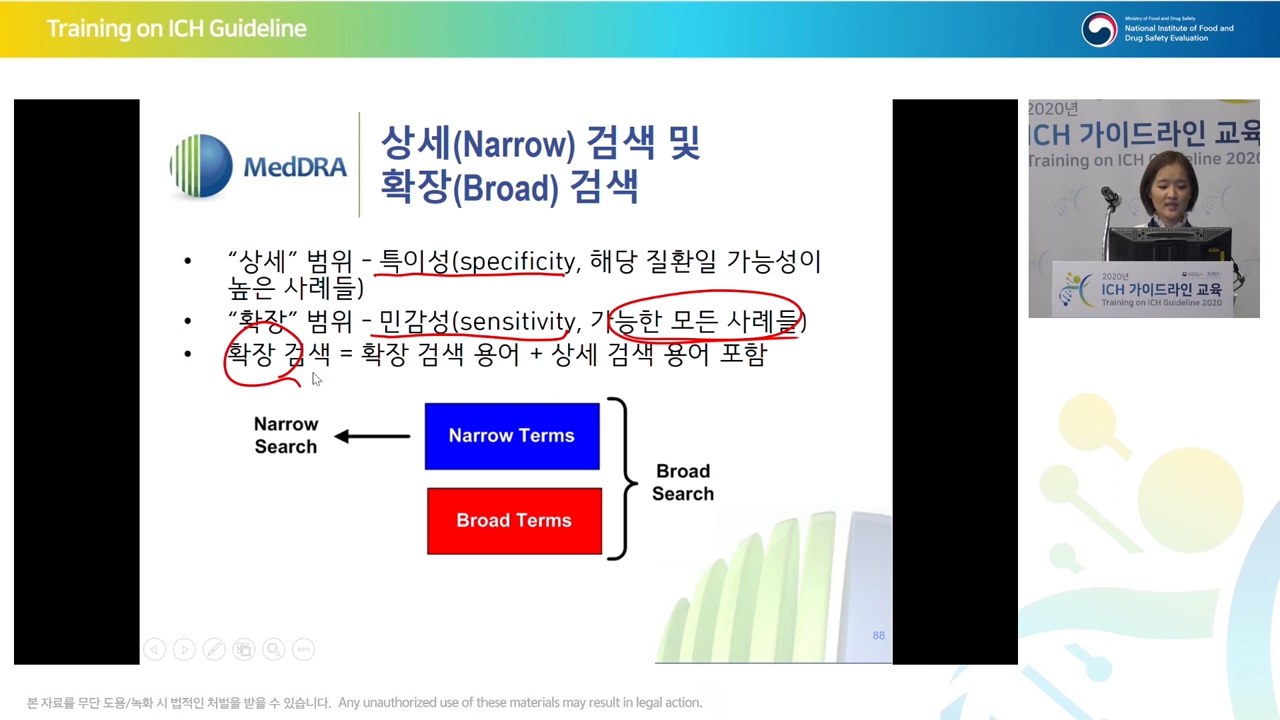 Training on ICH Guideline
Ministry of Food and Drug Safety
National Institute of Food and
Drug Safety Evaluation
MedDRA
상세(Narrow) 검색 및
확장(Broad) 검색
• “상세” 범위 – 특이성(specificity, 해당 질환일 가능성이
높은 사례들)
• “확장” 범위 – 민감성(sensitivity, 가능한 모든 사례들)
• 확장 검색 = 확장 검색 용어 + 상세 검색 용어 포함
Narrow
Search
Narrow Terms
Broad Terms
Broad
Search
88
2020년
ICH 가이드라인 교육
Training on ICH Guideline 2020
2020년
ICH 가이드라인 교육
Training on ICH Guideline 2020
본 자료를 무단 도용/녹화 시 법적인 처벌을 받을 수 있습니다. Any unauthorized use of these materials may result in legal action.